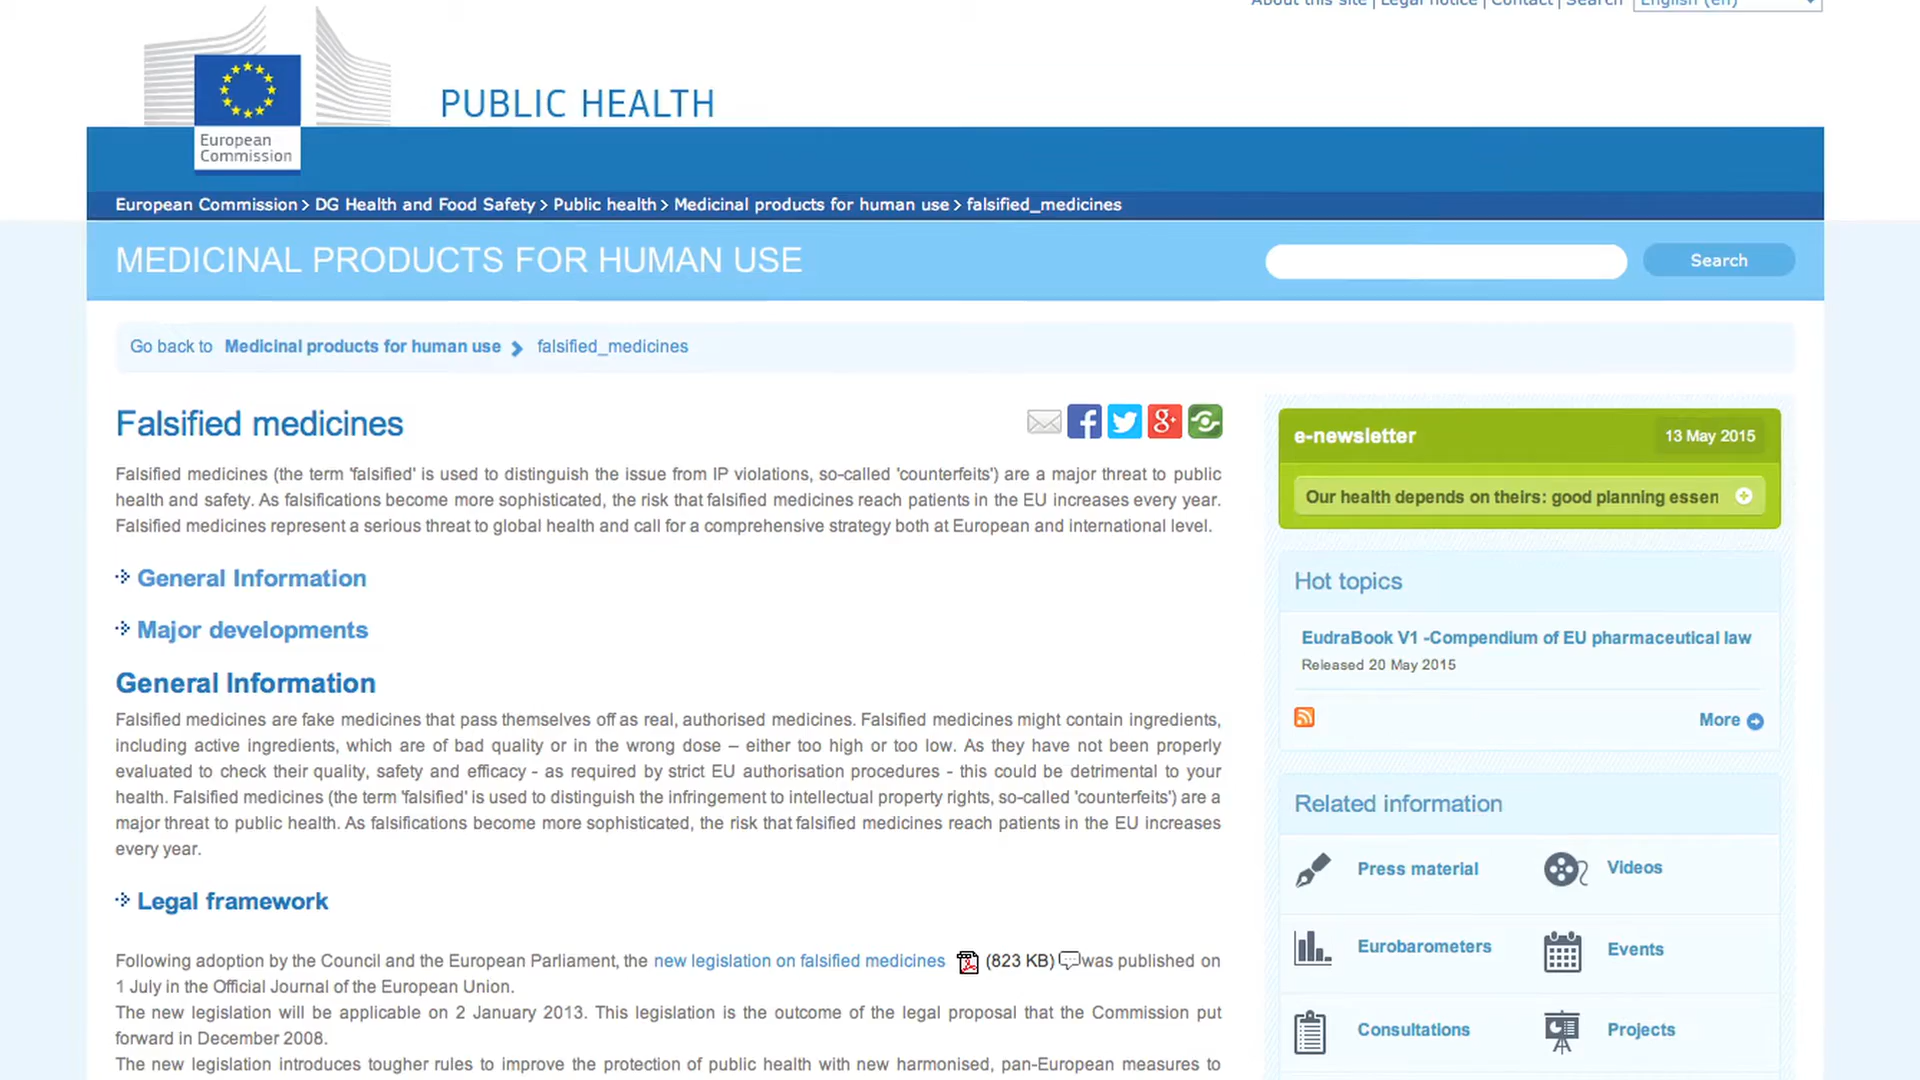 About this site | Legal notice | Contact | Search English (en)
European
Commission
PUBLIC HEALTH
European Commission > DG Health and Food Safety > Public health > Medicinal products for human use > falsified_medicines
MEDICINAL PRODUCTS FOR HUMAN USE
Search
Go back to Medicinal products for human use falsified_medicines
Falsified medicines
Falsified medicines (the term 'falsified' is used to distinguish the issue from IP violations, so-called 'counterfeits') are a major threat to public
health and safety. As falsifications become more sophisticated, the risk that falsified medicines reach patients in the EU increases every year.
Falsified medicines represent a serious threat to global health and call for a comprehensive strategy both at European and international level.
General Information
Major developments
General Information
Falsified medicines are fake medicines that pass themselves off as real, authorised medicines. Falsified medicines might contain ingredients,
including active ingredients, which are of bad quality or in the wrong dose – either too high or too low. As they have not been properly
evaluated to check their quality, safety and efficacy - as required by strict EU authorisation procedures - this could be detrimental to your
health. Falsified medicines (the term 'falsified' is used to distinguish the infringement to intellectual property rights, so-called 'counterfeits') are a
major threat to public health. As falsifications become more sophisticated, the risk that falsified medicines reach patients in the EU increases
every year.
Legal framework
Following adoption by the Council and the European Parliament, the new legislation on falsified medicines (823 KB) was published on
1 July in the Official Journal of the European Union.
The new legislation will be applicable on 2 January 2013. This legislation is the outcome of the legal proposal that the Commission put
forward in December 2008.
The new legislation introduces tougher rules to improve the protection of public health with new harmonised, pan-European measures to
e-newsletter 13 May 2015
Our health depends on theirs: good planning essen
Hot topics
EudraBook V1 -Compendium of EU pharmaceutical law
Released 20 May 2015
More
Related information
Press material Videos
Eurobarometers Events
Consultations Projects